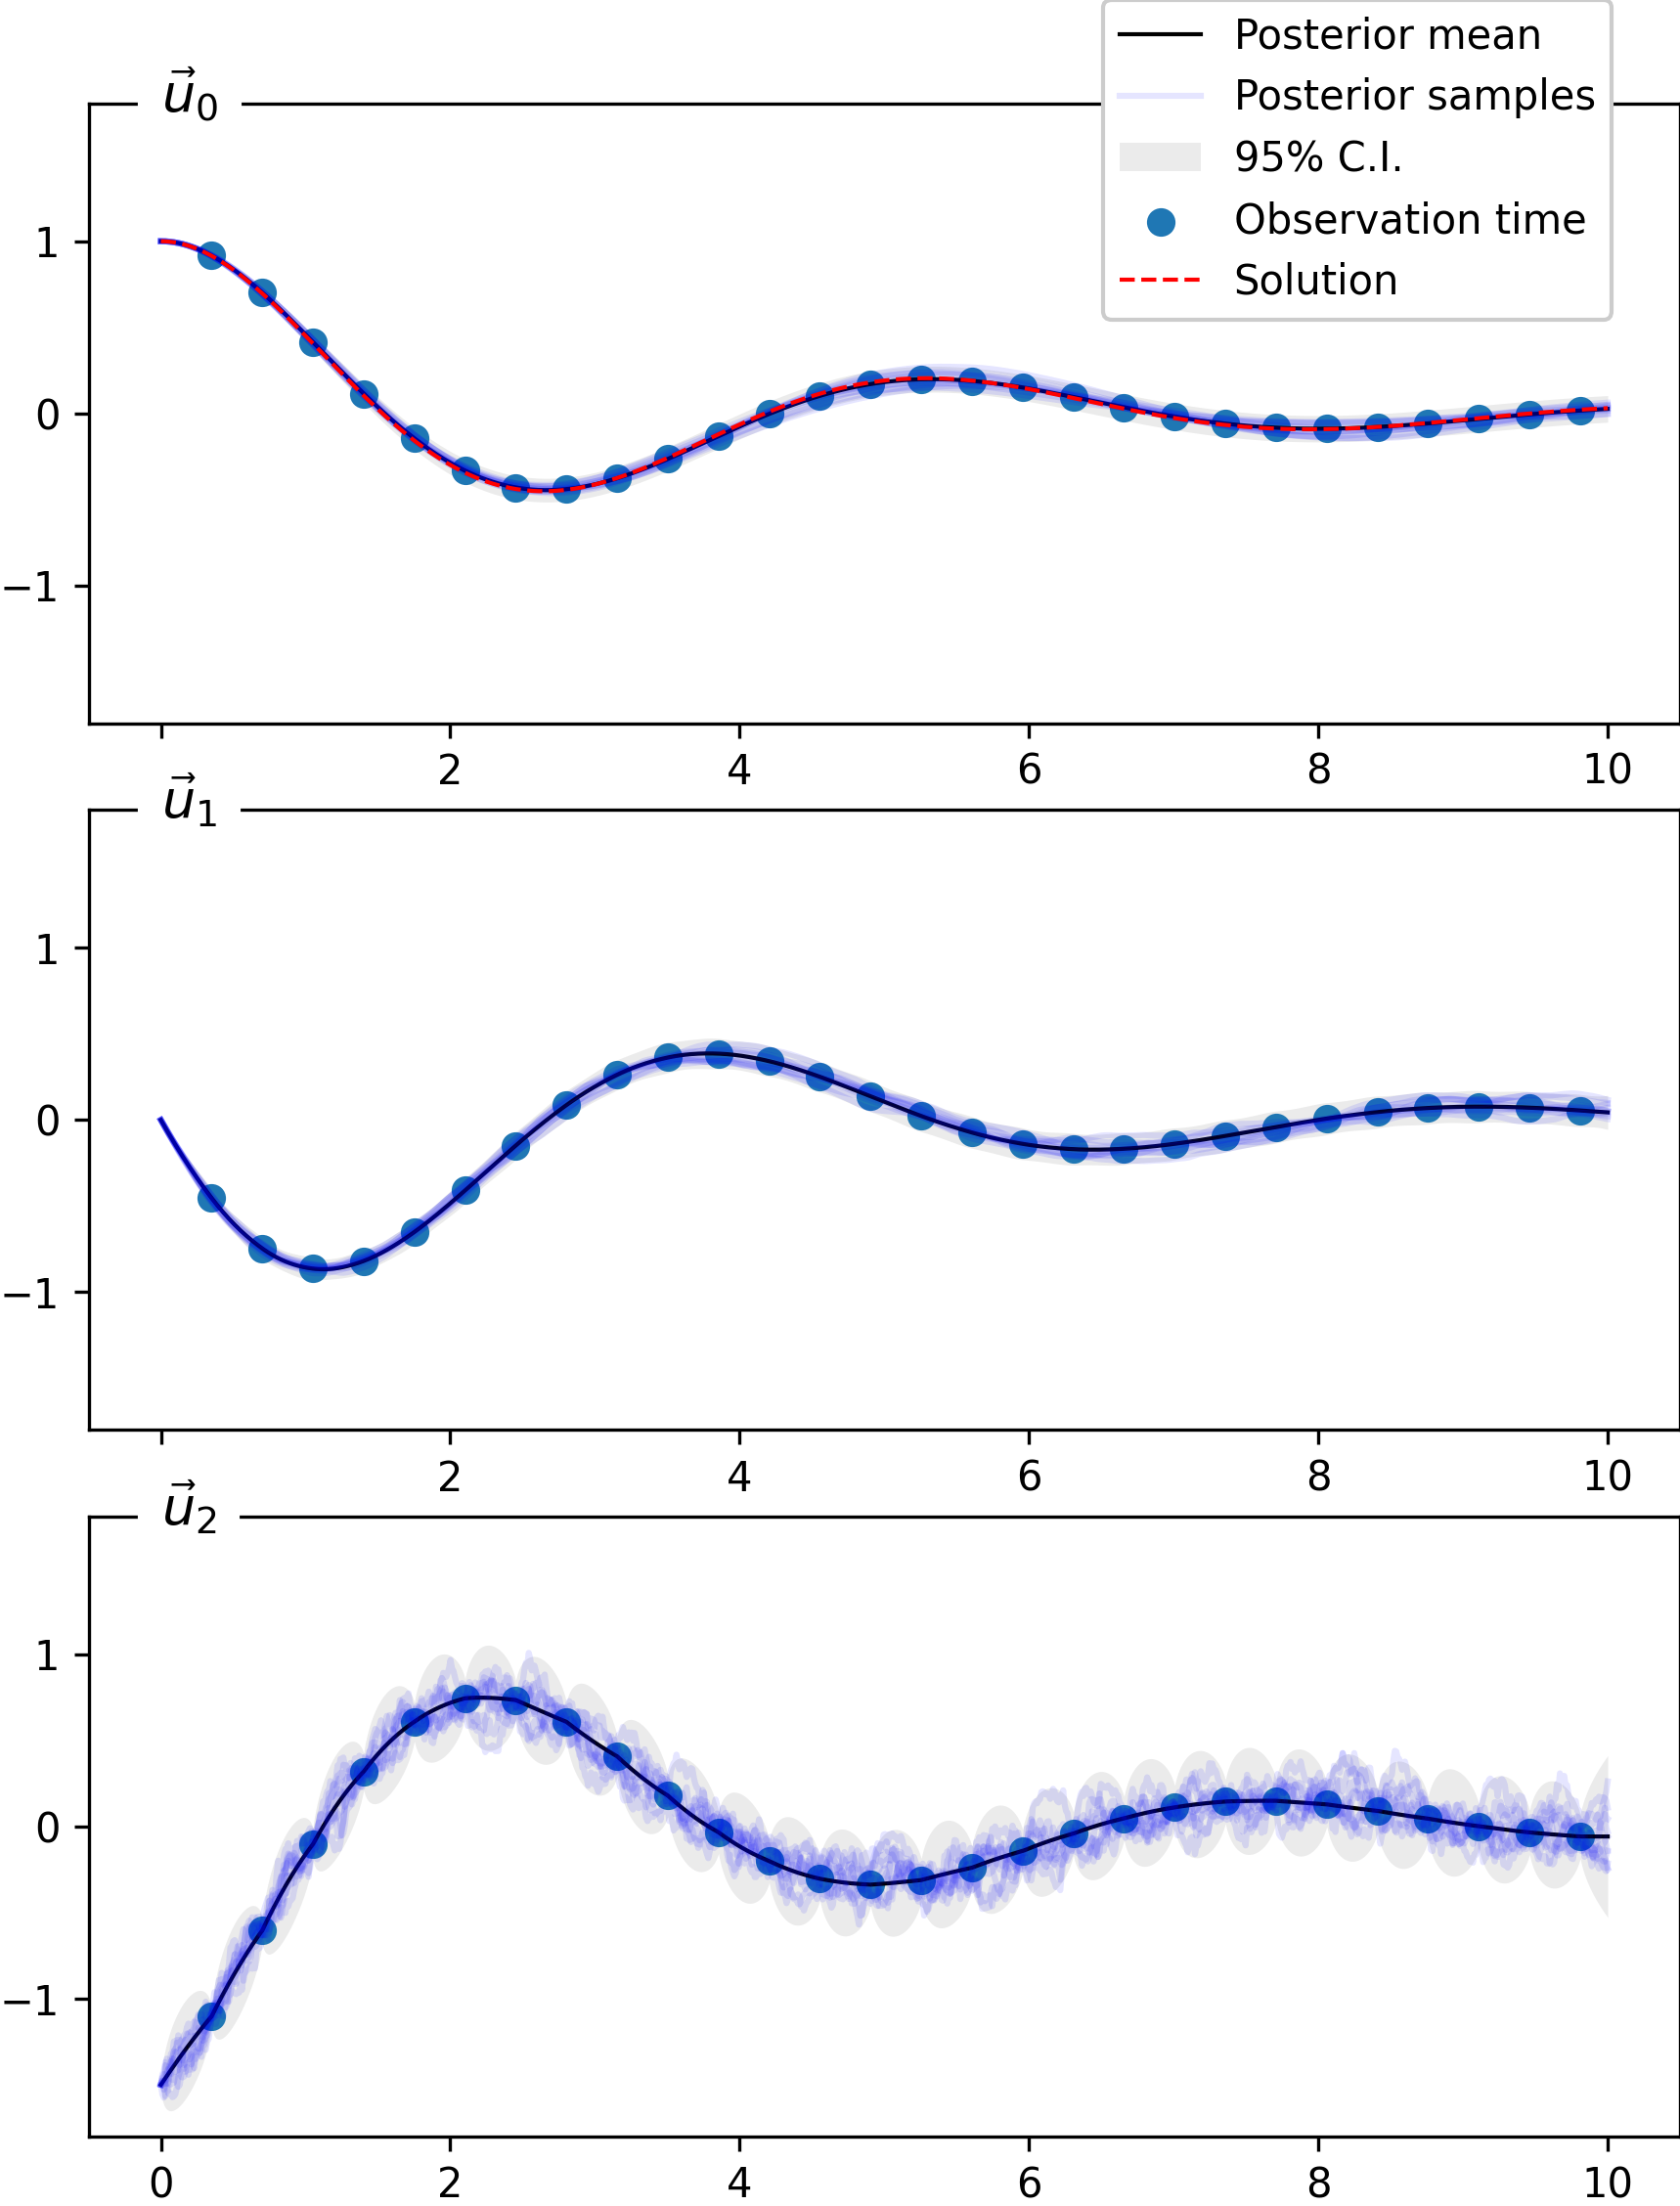 Posterior mean
Posterior samples
95% C.I.
Observation time
Solution
u⃗₀
1
0
−1
2 4 6 8 10
u⃗₁
1
0
−1
2 4 6 8 10
u⃗₂
1
0
−1
0 2 4 6 8 10